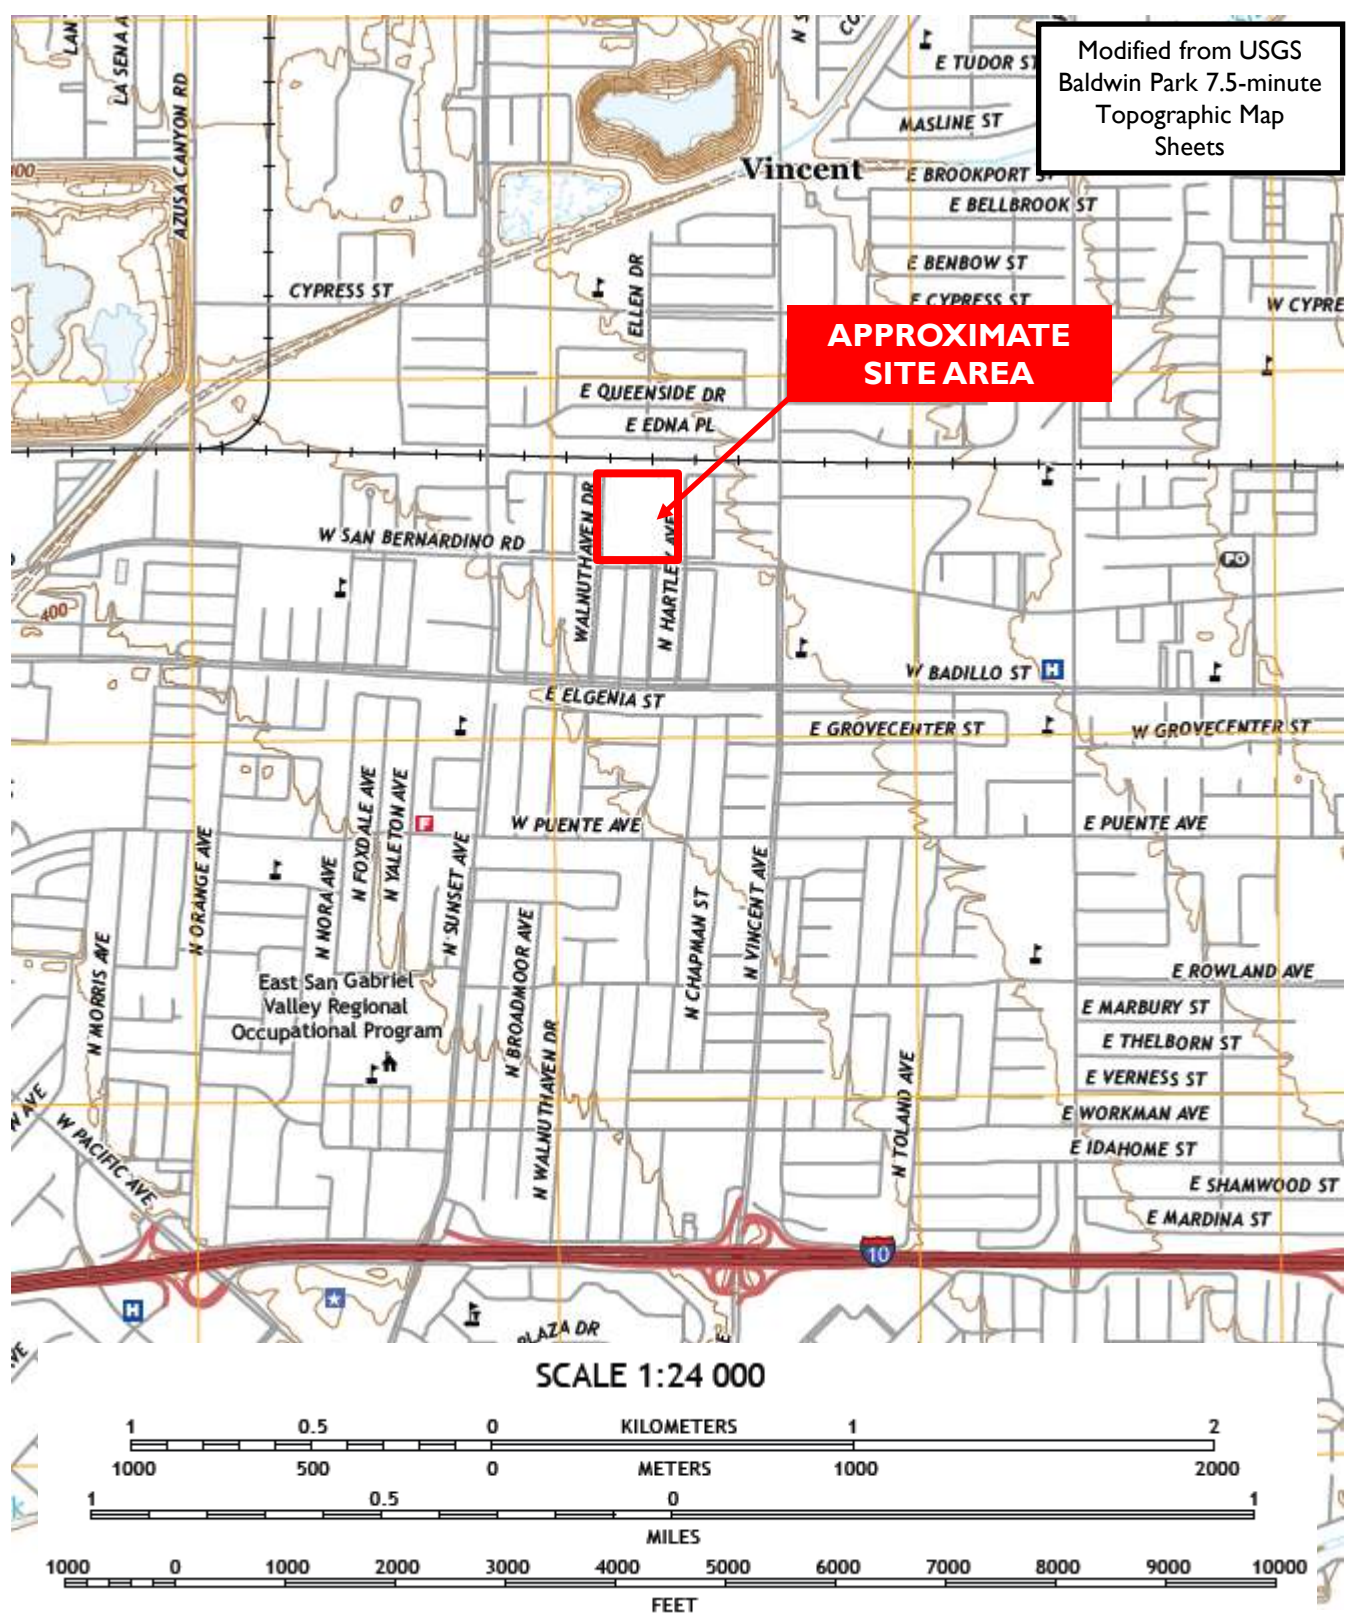 LA SENA A
AZUSA CANYON RD
E TUDOR ST
MASLINE ST
Modified from USGS
Baldwin Park 7.5-minute
Topographic Map
Sheets
Vincent
E BROOKPORT ST
E BELLBROOK ST
E BENBOW ST
E CYPRESS ST
W CYPRE
CYPRESS ST
ELLEN DR
APPROXIMATE
SITE AREA
E QUEENSIDE DR
E EDNA PL
WALNUTHAVEN DR
N HARTLEY AVE
W SAN BERNARDINO RD
PO
400
W BADILLO ST
H
E ELGENIA ST
E GROVECENTER ST
W GROVECENTER ST
N FOXDALE AVE
N YALETON AVE
F
W PUENTE AVE
E PUENTE AVE
N ORANGE AVE
N NORA AVE
N SUNSET AVE
N VINCENT AVE
N CHAPMAN ST
N BROADMOOR AVE
N MORRIS AVE
E ROWLAND AVE
East San Gabriel
Valley Regional
Occupational Program
E MARBURY ST
E THELBORN ST
E VERNESS ST
E WORKMAN AVE
N WALNUTHAVEN DR
N TOLAND AVE
W PACIFIC AVE
E IDAHOME ST
E SHAMWOOD ST
E MARDINA ST
10
H
PLAZA DR
SCALE 1:24 000
1 0.5 0 KILOMETERS 1 2
1000 500 0 METERS 1000 2000
1 0.5 0 1
MILES
1000 0 1000 2000 3000 4000 5000 6000 7000 8000 9000 10000
FEET